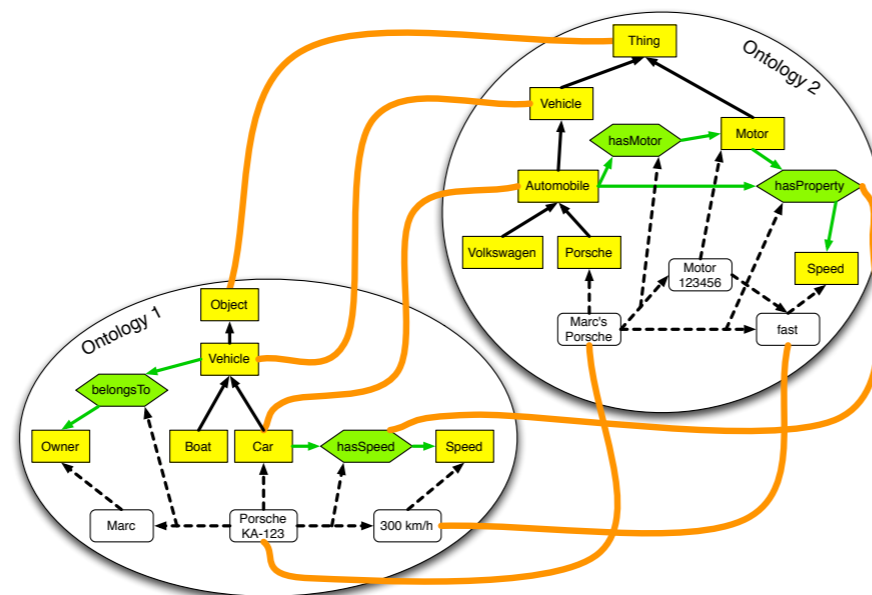 Thing
Ontology 2
Vehicle
hasMotor
Motor
Automobile
hasProperty
Volkswagen
Porsche
Speed
Motor
123456
Marc's
Porsche
fast
Ontology 1
Object
Vehicle
belongsTo
Owner
Boat
Car
hasSpeed
Speed
Marc
Porsche
KA-123
300 km/h